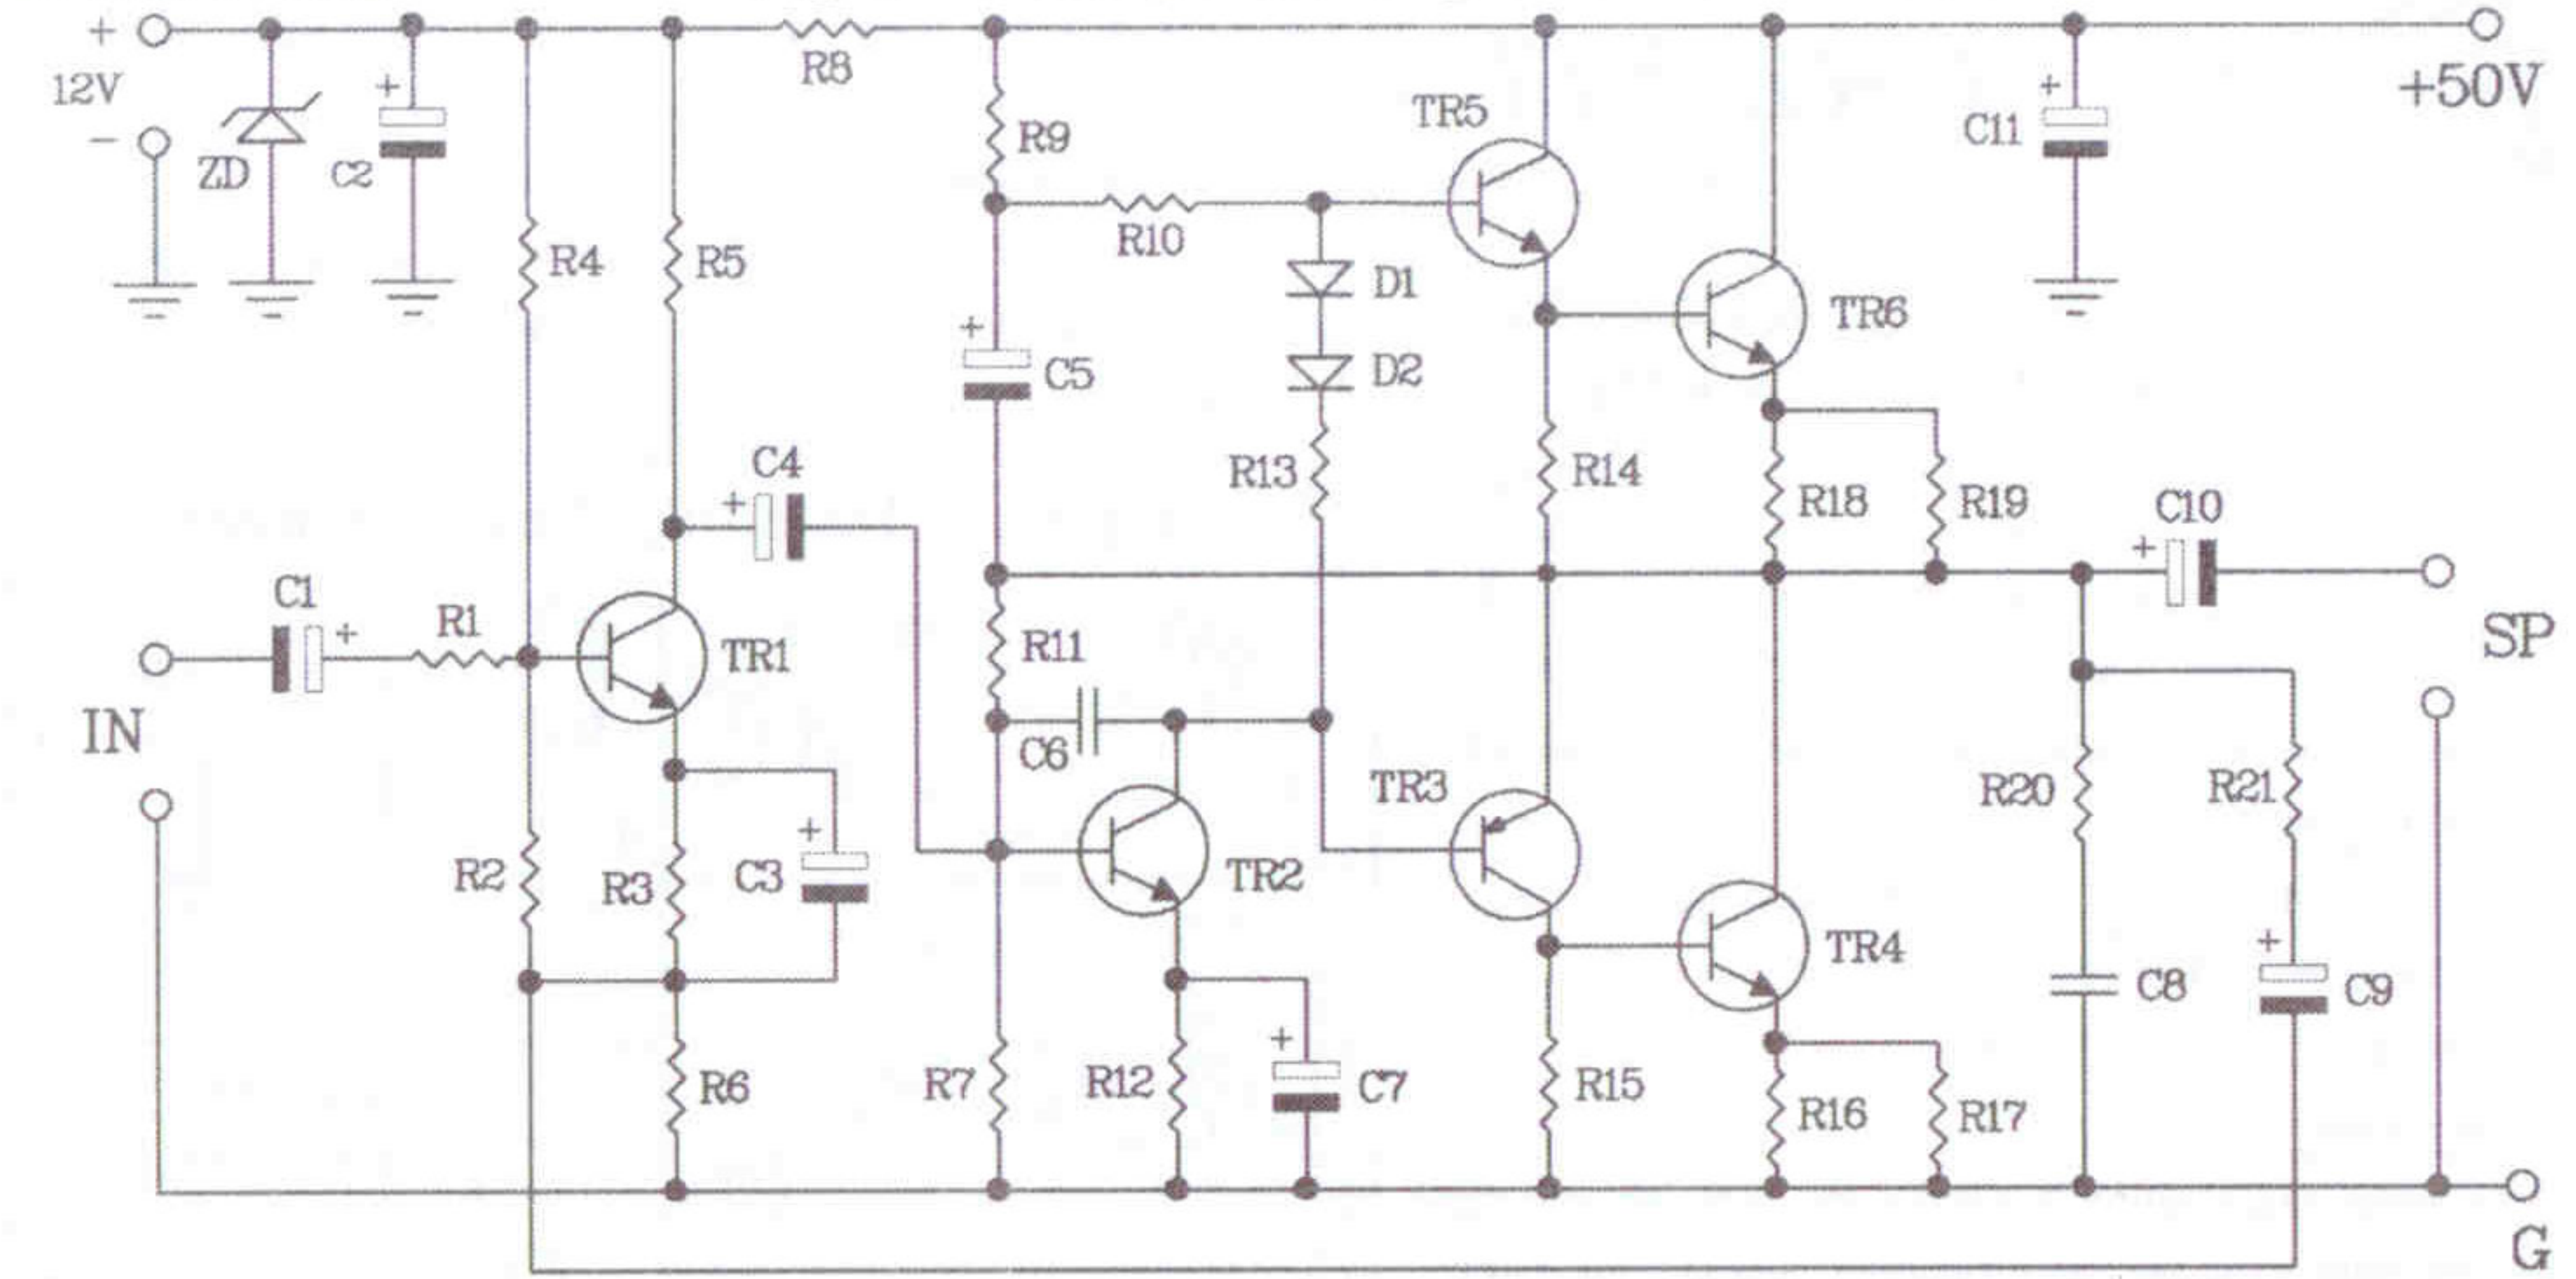 +
12V
−
ZD
+
C2
R4
R5
R8
R9
R10
+
C5
D1
D2
R13
TR5
TR6
R14
R18
R19
+
C11
+50V
C4
+
C1
+
R1
TR1
IN
R2
R3
+
C3
R6
R11
C6
TR2
R7
R12
+
C7
TR3
TR4
R15
R16
R17
C10
+
SP
R20
R21
C8
+
C9
G